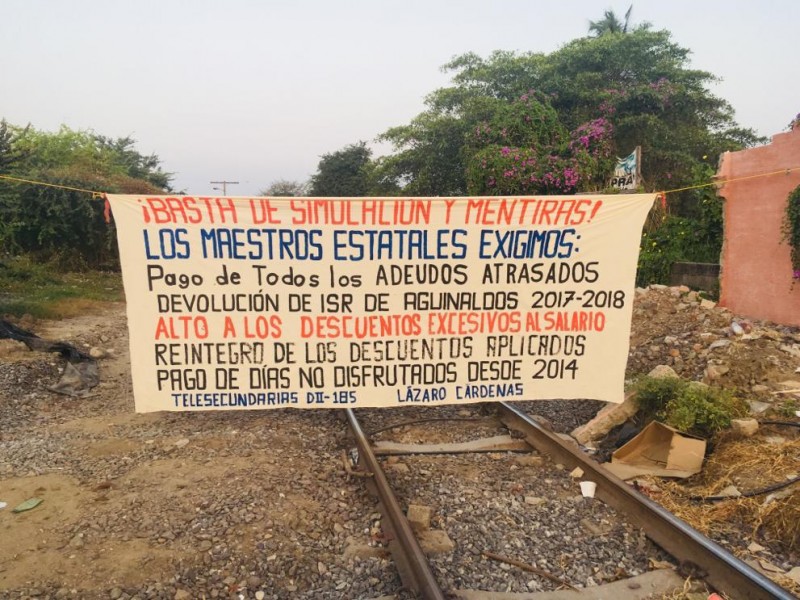 ¡BASTA DE SIMULACION Y MENTIRAS!
LOS MAESTROS ESTATALES EXIGIMOS:
Pago de Todos los ADEUDOS ATRASADOS
DEVOLUCIÓN DE ISR DE AGUINALDOS 2017-2018
ALTO A LOS DESCUENTOS EXCESIVOS AL SALARIO
REINTEGRO DE LOS DESCUENTOS APLICADOS
PAGO DE DÍAS NO DISFRUTADOS DESDE 2014
TELESECUNDARIAS DII-185 LÁZARO CÀRDENAS